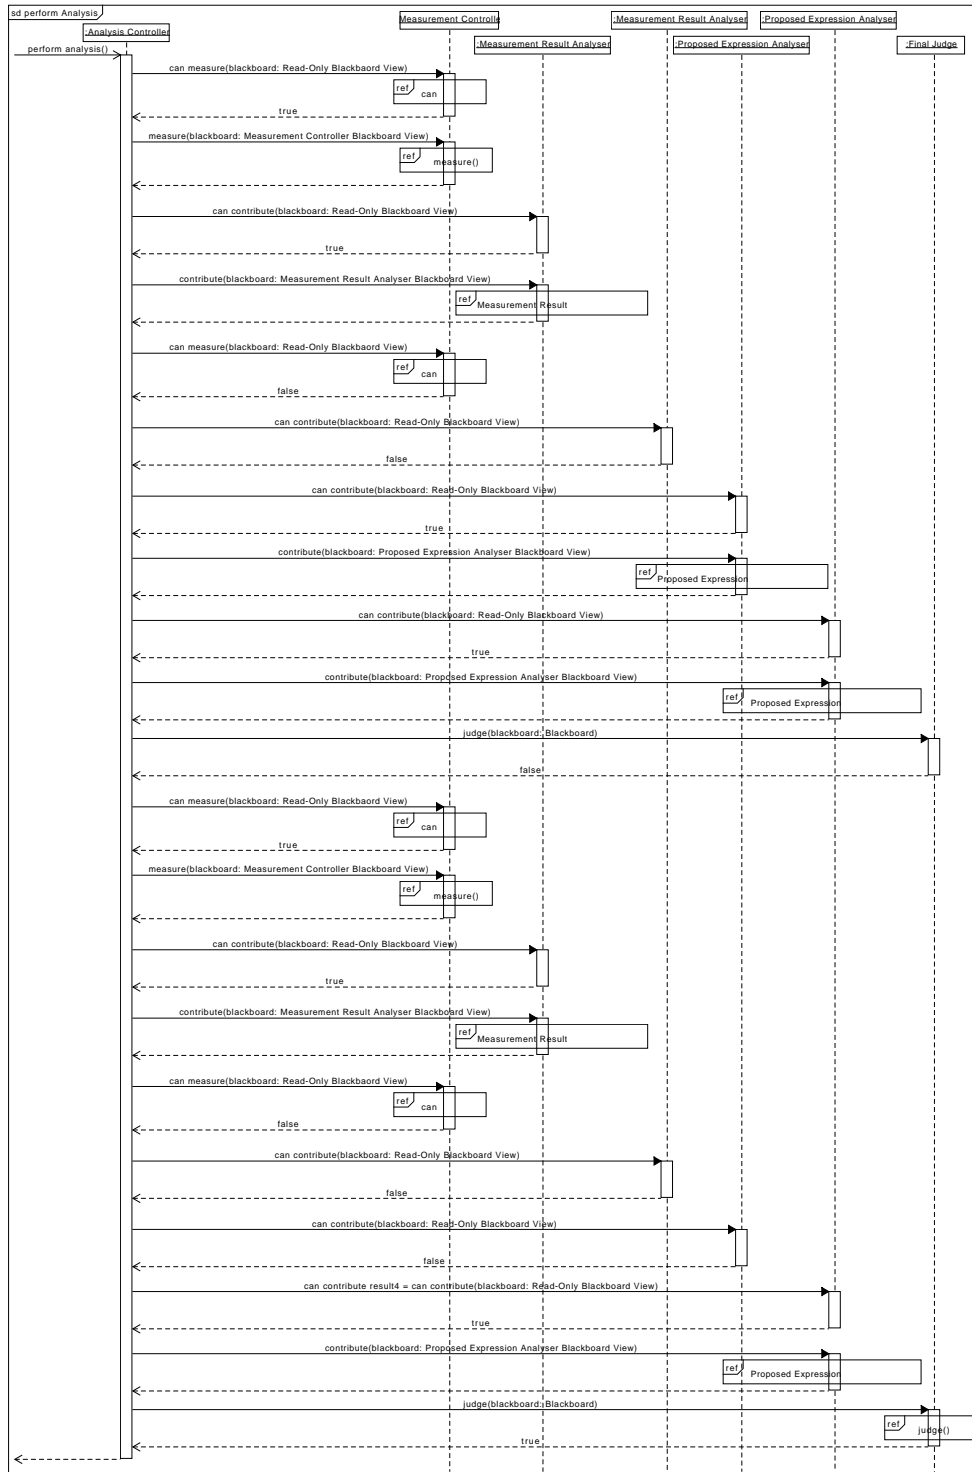 sd perform Analysis
Measurement Controlle
:Measurement Result Analyser
:Proposed Expression Analyser
:Analysis Controller
:Measurement Result Analyser
:Proposed Expression Analyser
:Final Judge
perform analysis()
can measure(blackboard: Read-Only Blackbaord View)
ref
can
true
measure(blackboard: Measurement Controller Blackboard View)
ref
measure()
can contribute(blackboard: Read-Only Blackboard View)
true
contribute(blackboard: Measurement Result Analyser Blackboard View)
ref
Measurement Result
can measure(blackboard: Read-Only Blackbaord View)
ref
can
false
can contribute(blackboard: Read-Only Blackboard View)
false
can contribute(blackboard: Read-Only Blackboard View)
true
contribute(blackboard: Proposed Expression Analyser Blackboard View)
ref
Proposed Expression
can contribute(blackboard: Read-Only Blackboard View)
true
contribute(blackboard: Proposed Expression Analyser Blackboard View)
ref
Proposed Expression
judge(blackboard: Blackboard)
false
can measure(blackboard: Read-Only Blackbaord View)
ref
can
true
measure(blackboard: Measurement Controller Blackboard View)
ref
measure()
can contribute(blackboard: Read-Only Blackboard View)
true
contribute(blackboard: Measurement Result Analyser Blackboard View)
ref
Measurement Result
can measure(blackboard: Read-Only Blackbaord View)
ref
can
false
can contribute(blackboard: Read-Only Blackboard View)
false
can contribute(blackboard: Read-Only Blackboard View)
false
can contribute result4 = can contribute(blackboard: Read-Only Blackboard View)
true
contribute(blackboard: Proposed Expression Analyser Blackboard View)
ref
Proposed Expression
judge(blackboard: Blackboard)
ref
judge()
true